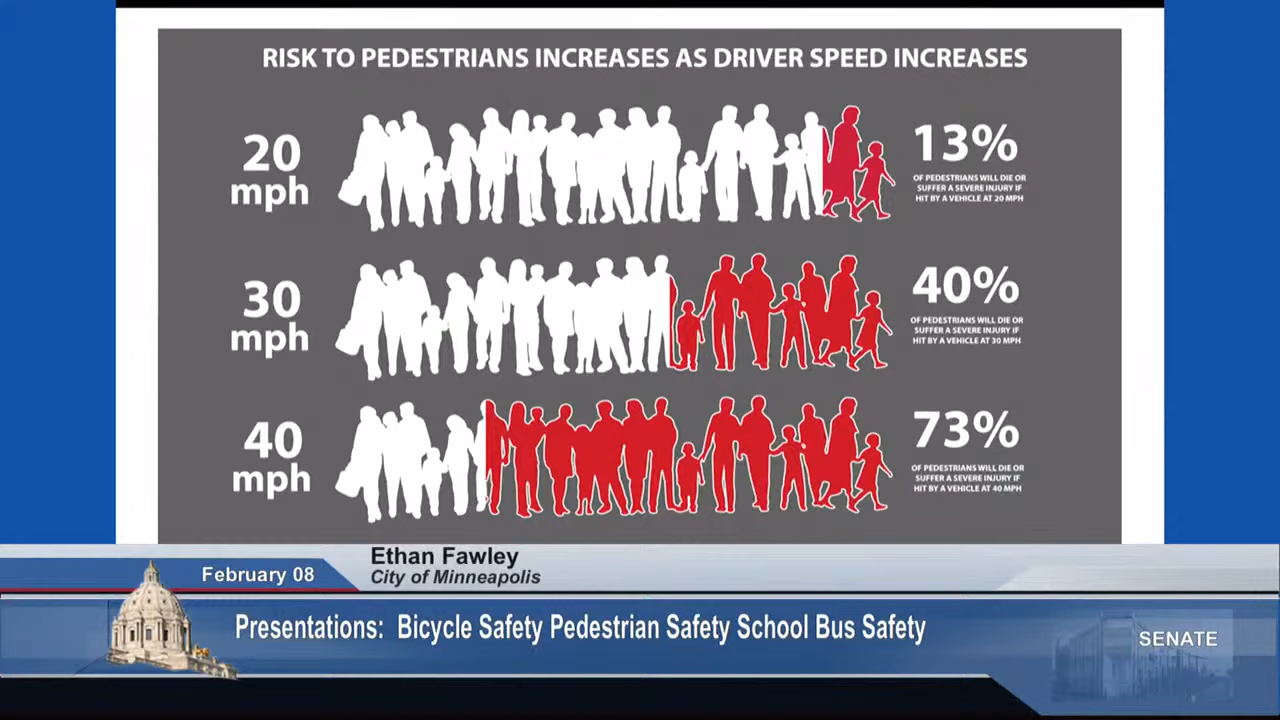 RISK TO PEDESTRIANS INCREASES AS DRIVER SPEED INCREASES
20
mph
13%
OF PEDESTRIANS WILL DIE OR
SUFFER A SEVERE INJURY IF
HIT BY A VEHICLE AT 20 MPH
30
mph
40%
OF PEDESTRIANS WILL DIE OR
SUFFER A SEVERE INJURY IF
HIT BY A VEHICLE AT 30 MPH
40
mph
73%
OF PEDESTRIANS WILL DIE OR
SUFFER A SEVERE INJURY IF
HIT BY A VEHICLE AT 40 MPH
Ethan Fawley
February 08
City of Minneapolis
Presentations: Bicycle Safety Pedestrian Safety School Bus Safety
SENATE